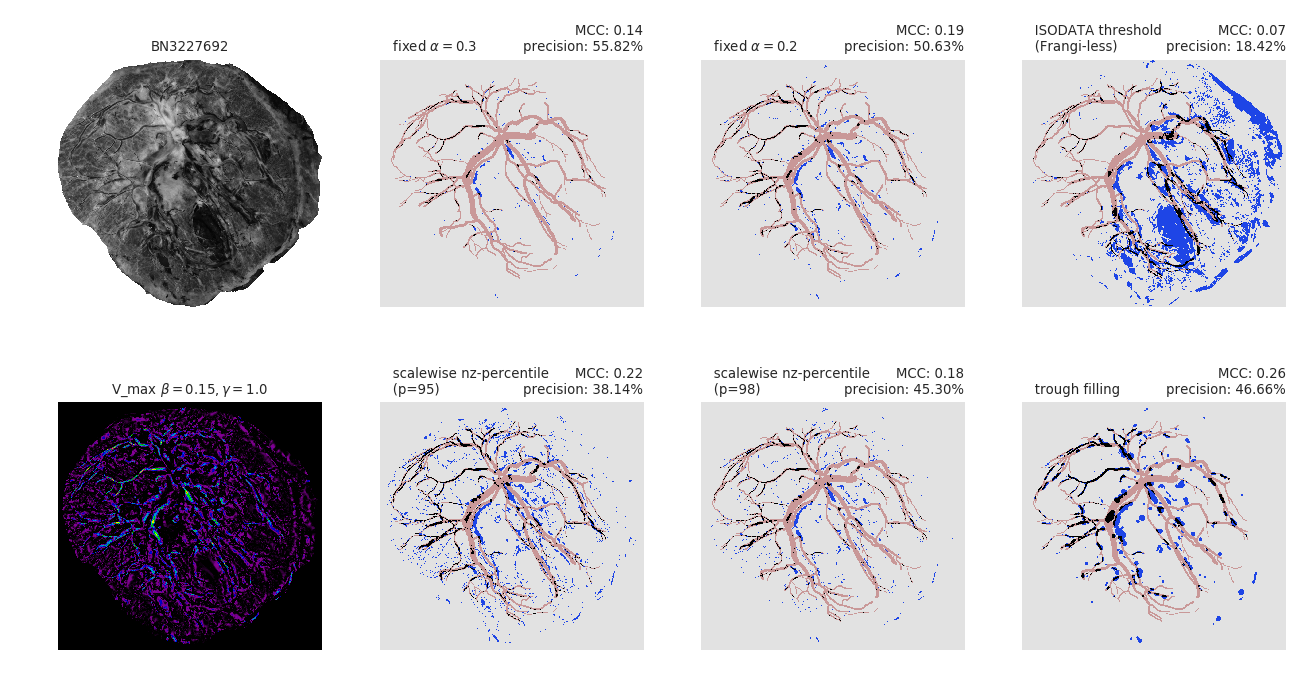 BN3227692
MCC: 0.14
fixed α = 0.3 precision: 55.82%
MCC: 0.19
fixed α = 0.2 precision: 50.63%
ISODATA threshold MCC: 0.07
(Frangi-less) precision: 18.42%
V_max β = 0.15, γ = 1.0
scalewise nz-percentile MCC: 0.22
(p=95) precision: 38.14%
scalewise nz-percentile MCC: 0.18
(p=98) precision: 45.30%
MCC: 0.26
trough filling precision: 46.66%